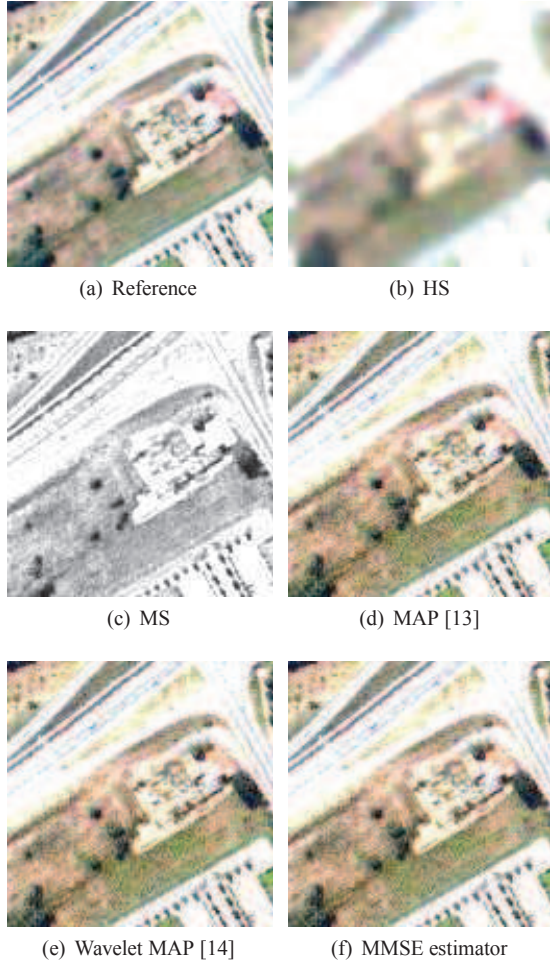 (a) Reference
(b) HS
(c) MS
(d) MAP [13]
(e) Wavelet MAP [14]
(f) MMSE estimator